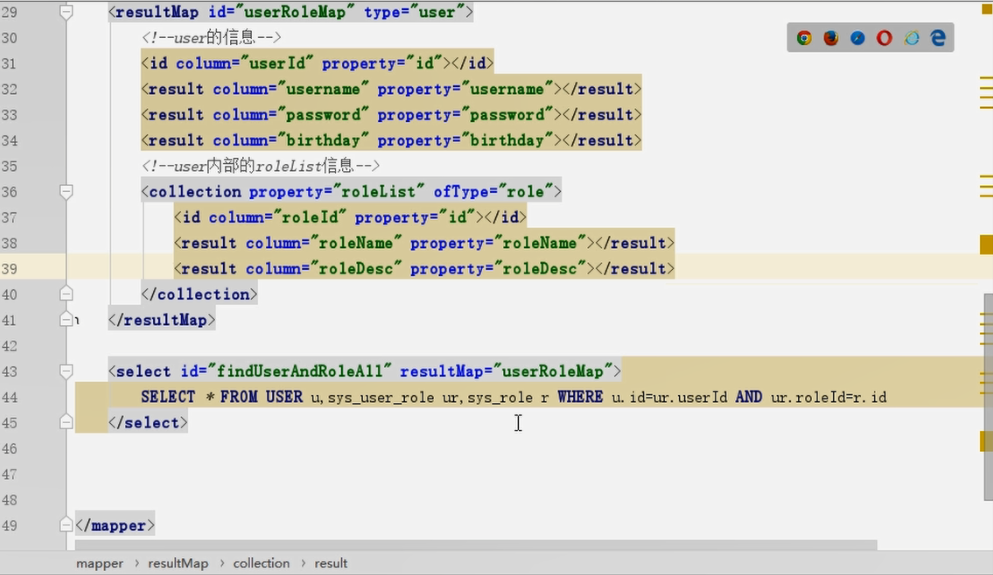 29 <resultMap id="userRoleMap" type="user">
30 <!--user的信息-->
31 <id column="userId" property="id"></id>
32 <result column="username" property="username"></result>
33 <result column="password" property="password"></result>
34 <result column="birthday" property="birthday"></result>
35 <!--user内部的roleList信息-->
36 <collection property="roleList" ofType="role">
37 <id column="roleId" property="id"></id>
38 <result column="roleName" property="roleName"></result>
39 <result column="roleDesc" property="roleDesc"></result>
40 </collection>
41 </resultMap>
42
43 <select id="findUserAndRoleAll" resultMap="userRoleMap">
44 SELECT * FROM USER u,sys_user_role ur,sys_role r WHERE u.id=ur.userId AND ur.roleId=r.id
45 </select>
46
47
48
49 </mapper>
mapper › resultMap › collection › result